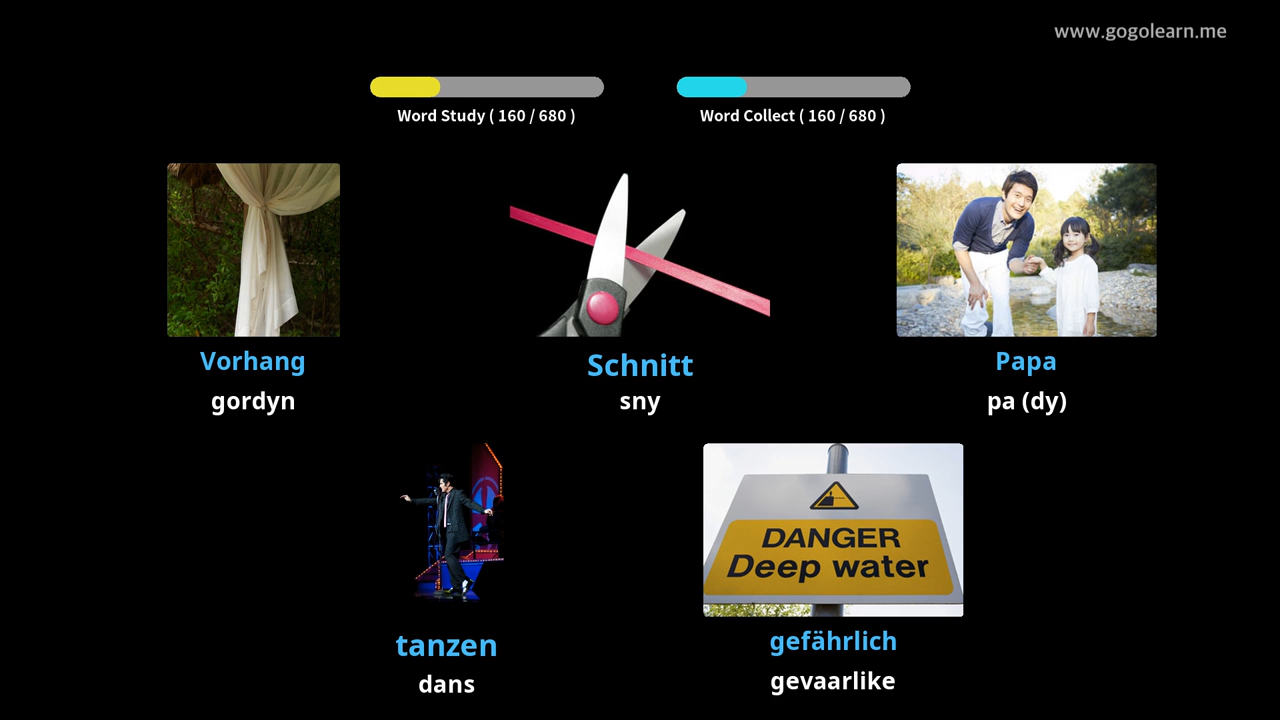 www.gogolearn.me
Word Study ( 160 / 680 )
Word Collect ( 160 / 680 )
Vorhang
gordyn
Schnitt
sny
Papa
pa (dy)
DANGER
Deep water
tanzen
dans
gefährlich
gevaarlike